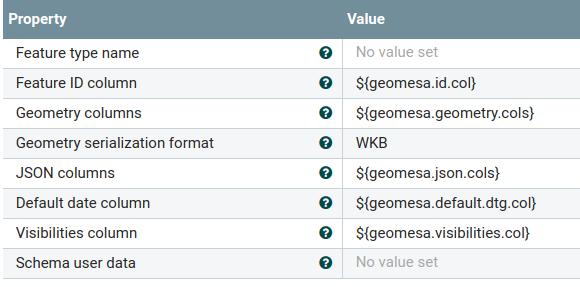 Property Value
Feature type name No value set
Feature ID column ${geomesa.id.col}
Geometry columns ${geomesa.geometry.cols}
Geometry serialization format WKB
JSON columns ${geomesa.json.cols}
Default date column ${geomesa.default.dtg.col}
Visibilities column ${geomesa.visibilities.col}
Schema user data No value set